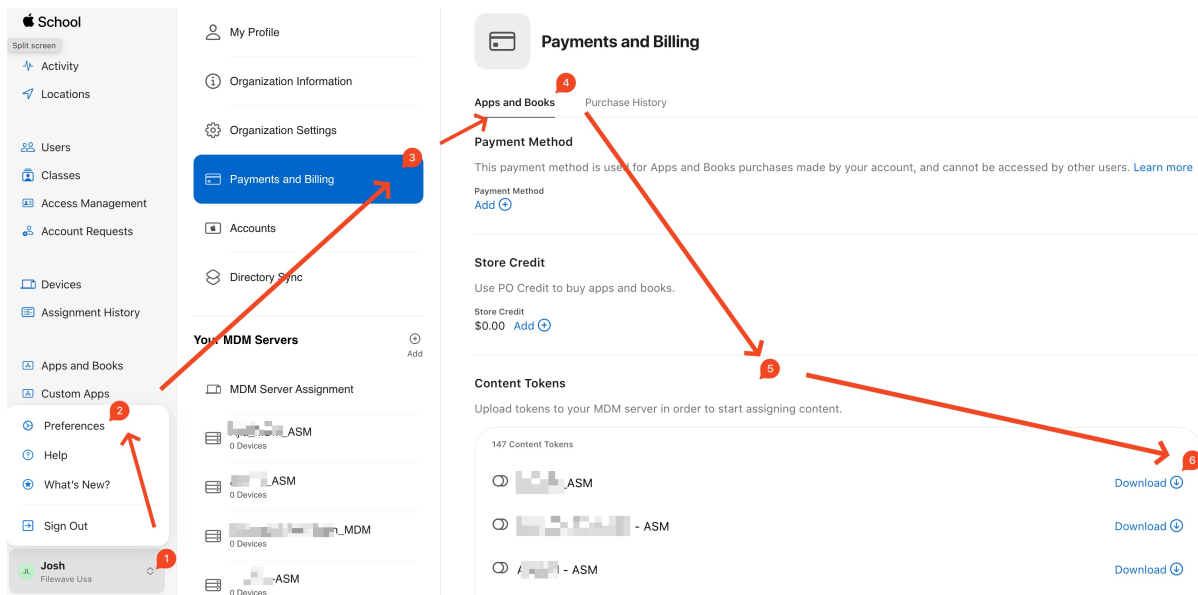 School
Split screen
Activity
Locations
Users
Classes
Access Management
Account Requests
Devices
Assignment History
Apps and Books
Custom Apps
2
Preferences
Help
What's New?
Sign Out
1
JL
Josh
Filewave Usa
My Profile
Organization Information
Organization Settings
3
Payments and Billing
Accounts
Directory Sync
Your MDM Servers
Add
MDM Server Assignment
_ASM
0 Devices
_ASM
0 Devices
_MDM
0 Devices
-ASM
0 Devices
Payments and Billing
4
Apps and Books
Purchase History
Payment Method
This payment method is used for Apps and Books purchases made by your account, and cannot be accessed by other users. Learn more
Payment Method
Add
Store Credit
Use PO Credit to buy apps and books.
Store Credit
$0.00 Add
5
Content Tokens
Upload tokens to your MDM server in order to start assigning content.
147 Content Tokens
6
_ASM
Download
- ASM
Download
- ASM
Download